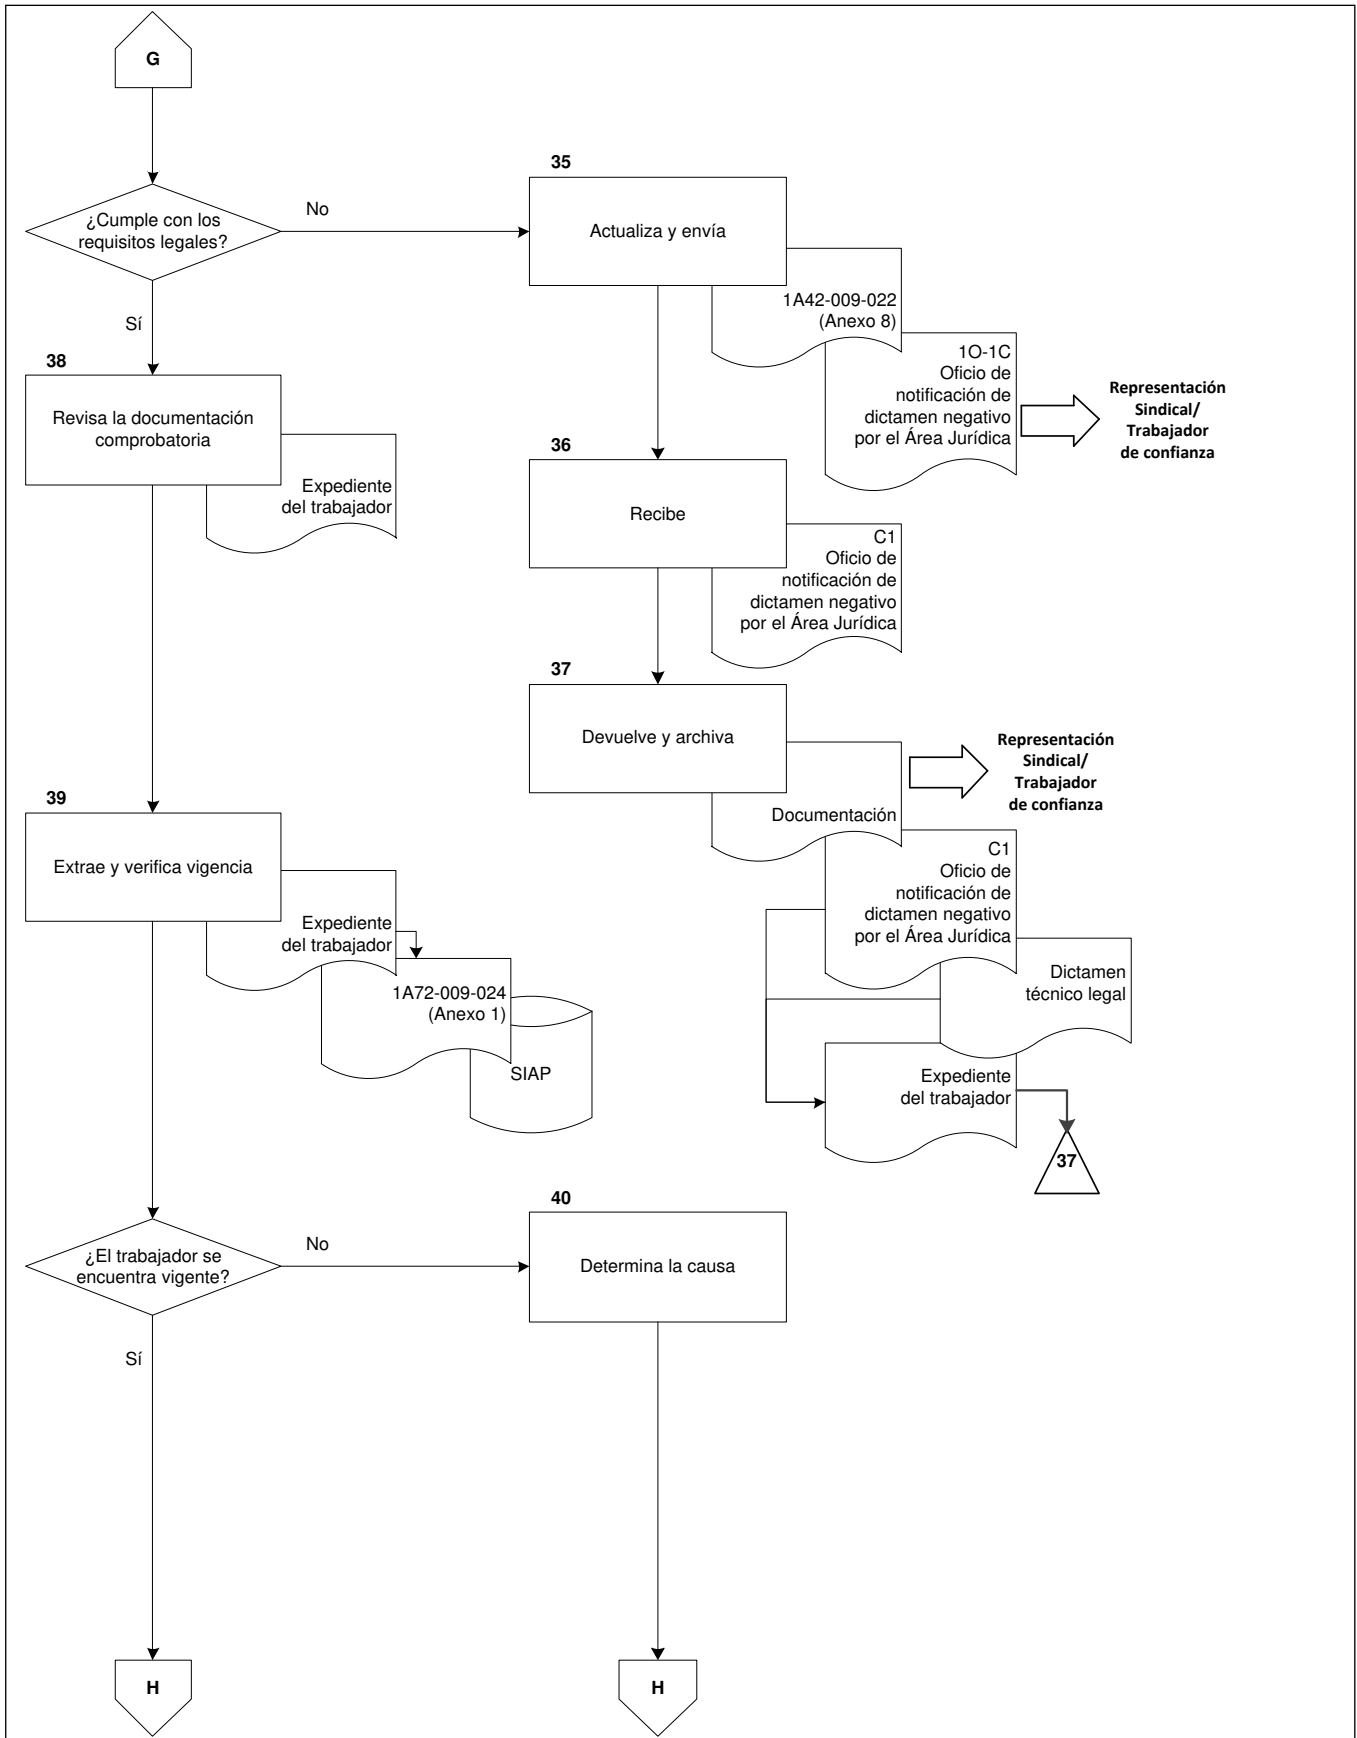 G
¿Cumple con los
requisitos legales?
No
Sí
35
Actualiza y envía
1A42-009-022
(Anexo 8)
1O-1C
Oficio de
notificación de
dictamen negativo
por el Área Jurídica
Representación
Sindical/
Trabajador
de confianza
38
Revisa la documentación
comprobatoria
Expediente
del trabajador
36
Recibe
C1
Oficio de
notificación de
dictamen negativo
por el Área Jurídica
37
Devuelve y archiva
Documentación
Representación
Sindical/
Trabajador
de confianza
C1
Oficio de
notificación de
dictamen negativo
por el Área Jurídica
Dictamen
técnico legal
Expediente
del trabajador
37
39
Extrae y verifica vigencia
Expediente
del trabajador
1A72-009-024
(Anexo 1)
SIAP
¿El trabajador se
encuentra vigente?
No
Sí
40
Determina la causa
H
H